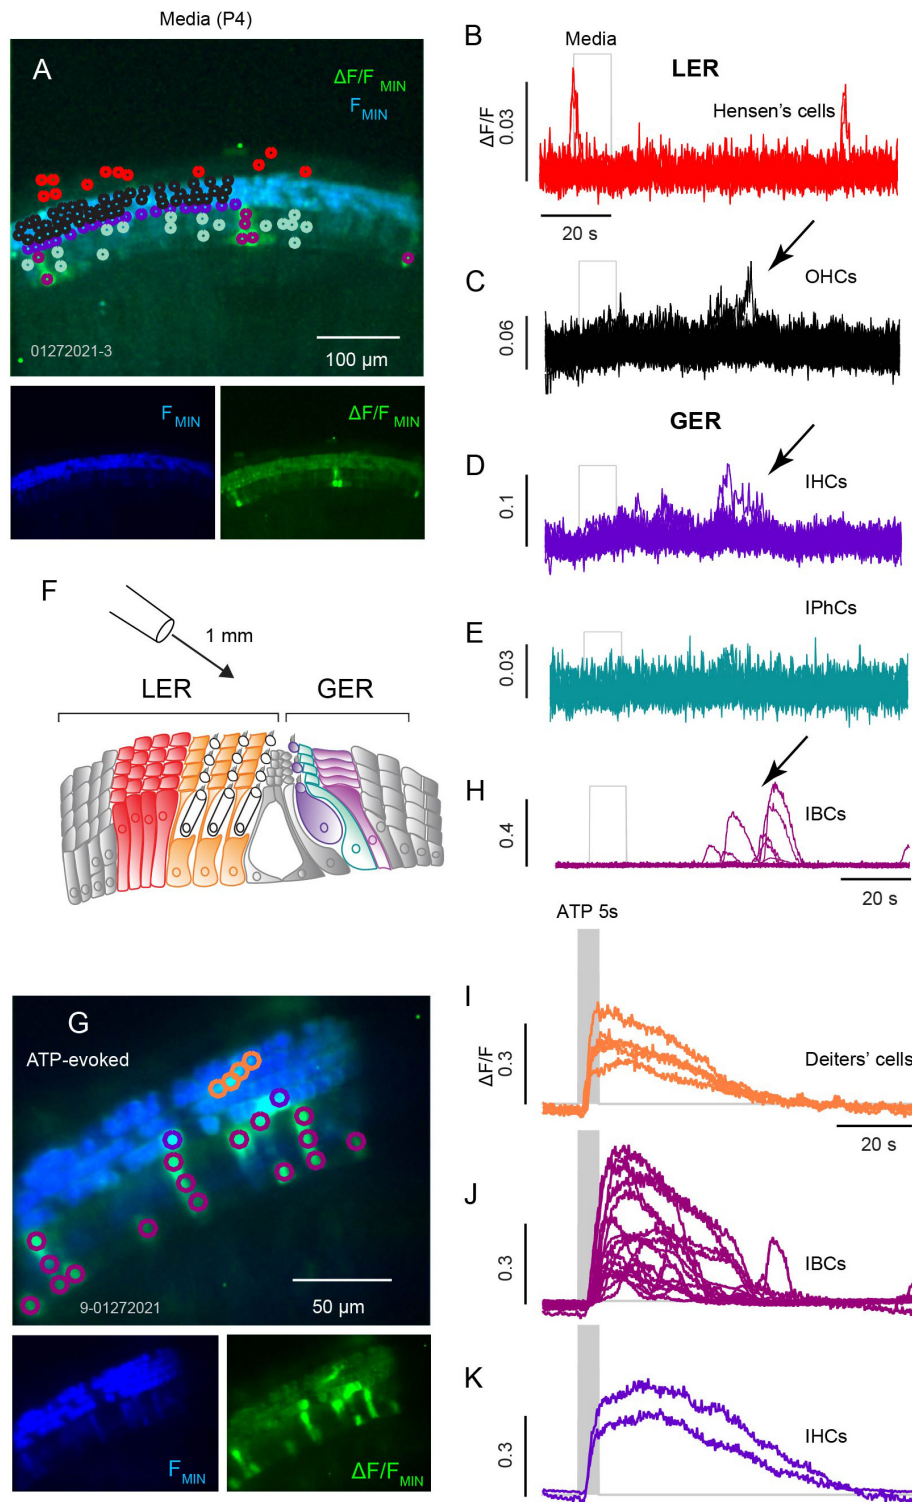 Media (P4)
A
ΔF/F MIN
F MIN
01272021-3
100 µm
F MIN
ΔF/F MIN
B
Media
LER
Hensen's cells
ΔF/F
0.03
20 s
C
OHCs
0.06
GER
D
IHCs
0.1
IPhCs
E
0.03
H
IBCs
0.4
20 s
F
1 mm
LER
GER
ATP 5s
G
ATP-evoked
9-01272021
50 µm
F MIN
ΔF/F MIN
I
ΔF/F
0.3
Deiters' cells
20 s
J
0.3
IBCs
K
0.3
IHCs